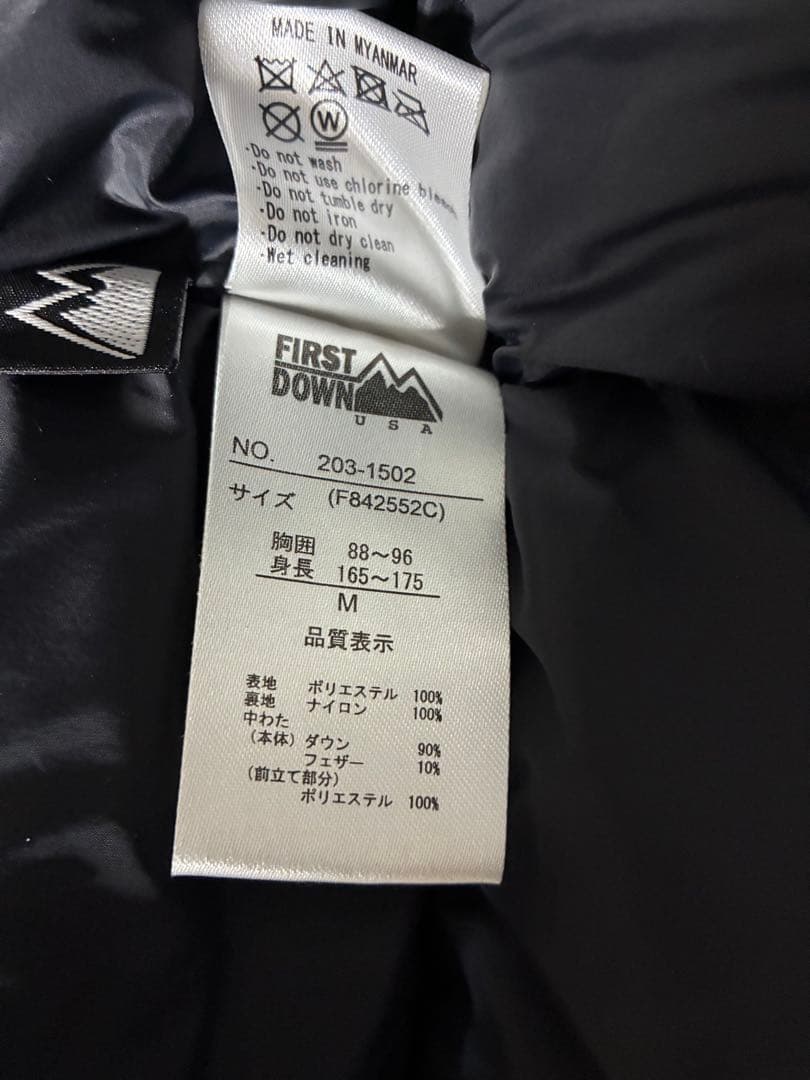 MADE IN MYANMAR
W
·Do not wash
·Do not use chlorine bleach
·Do not tumble dry
·Do not iron
·Do not dry clean
·Wet cleaning
FIRST
DOWN
USA
NO. 203-1502
サイズ (F842552C)
胸囲 88～96
身長 165～175
M
品質表示
表地 ポリエステル 100%
裏地 ナイロン 100%
中わた
(本体) ダウン 90%
フェザー 10%
(前立て部分)
ポリエステル 100%